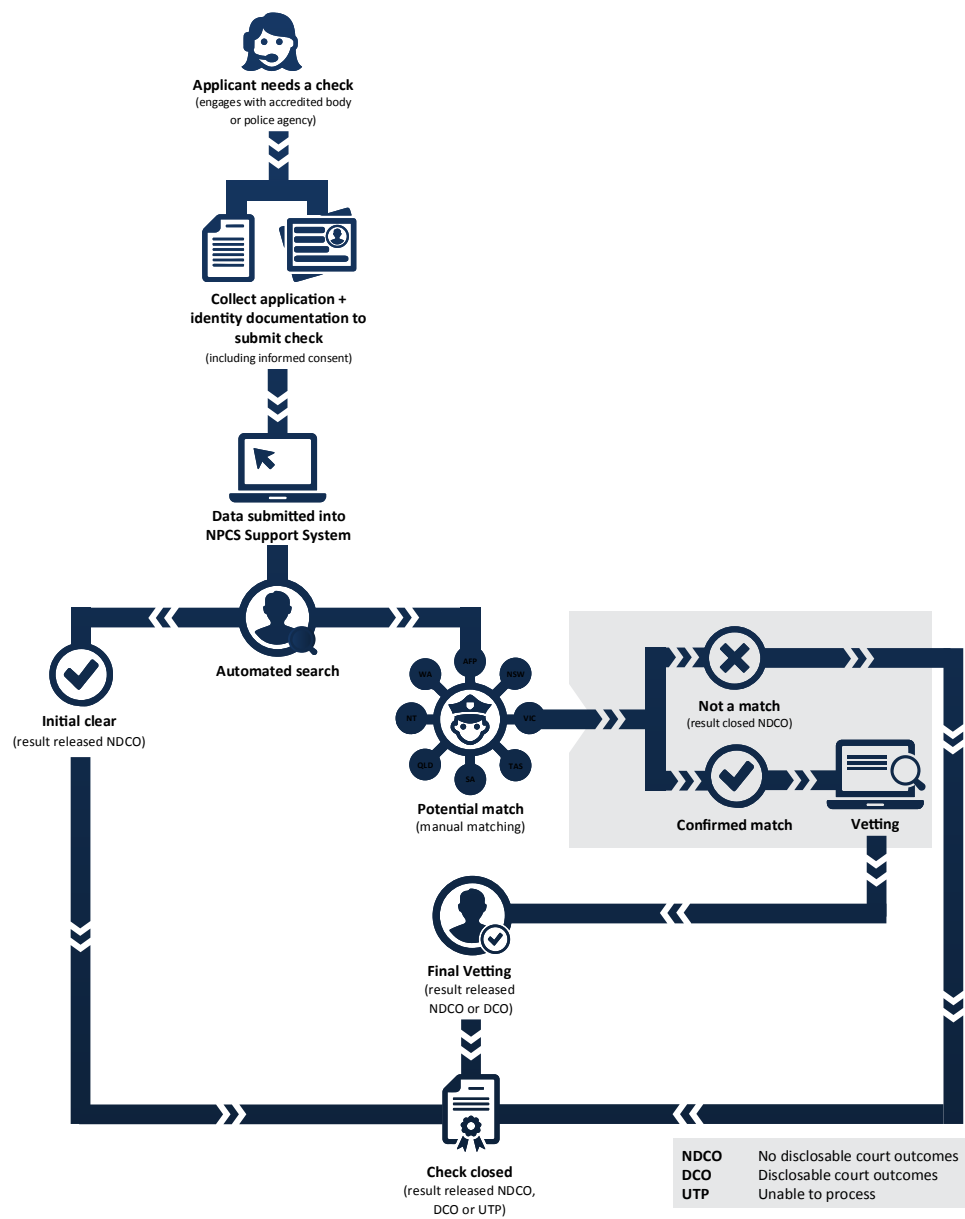 Applicant needs a check
(engages with accredited body
or police agency)
Collect application +
identity documentation to
submit check
(including informed consent)
Data submitted into
NPCS Support System
Automated search
Initial clear
(result released NDCO)
AFP
WA
NSW
NT
VIC
QLD
TAS
SA
Potential match
(manual matching)
Not a match
(result closed NDCO)
Confirmed match
Vetting
Final Vetting
(result released
NDCO or DCO)
Check closed
(result released NDCO,
DCO or UTP)
NDCO No disclosable court outcomes
DCO Disclosable court outcomes
UTP Unable to process